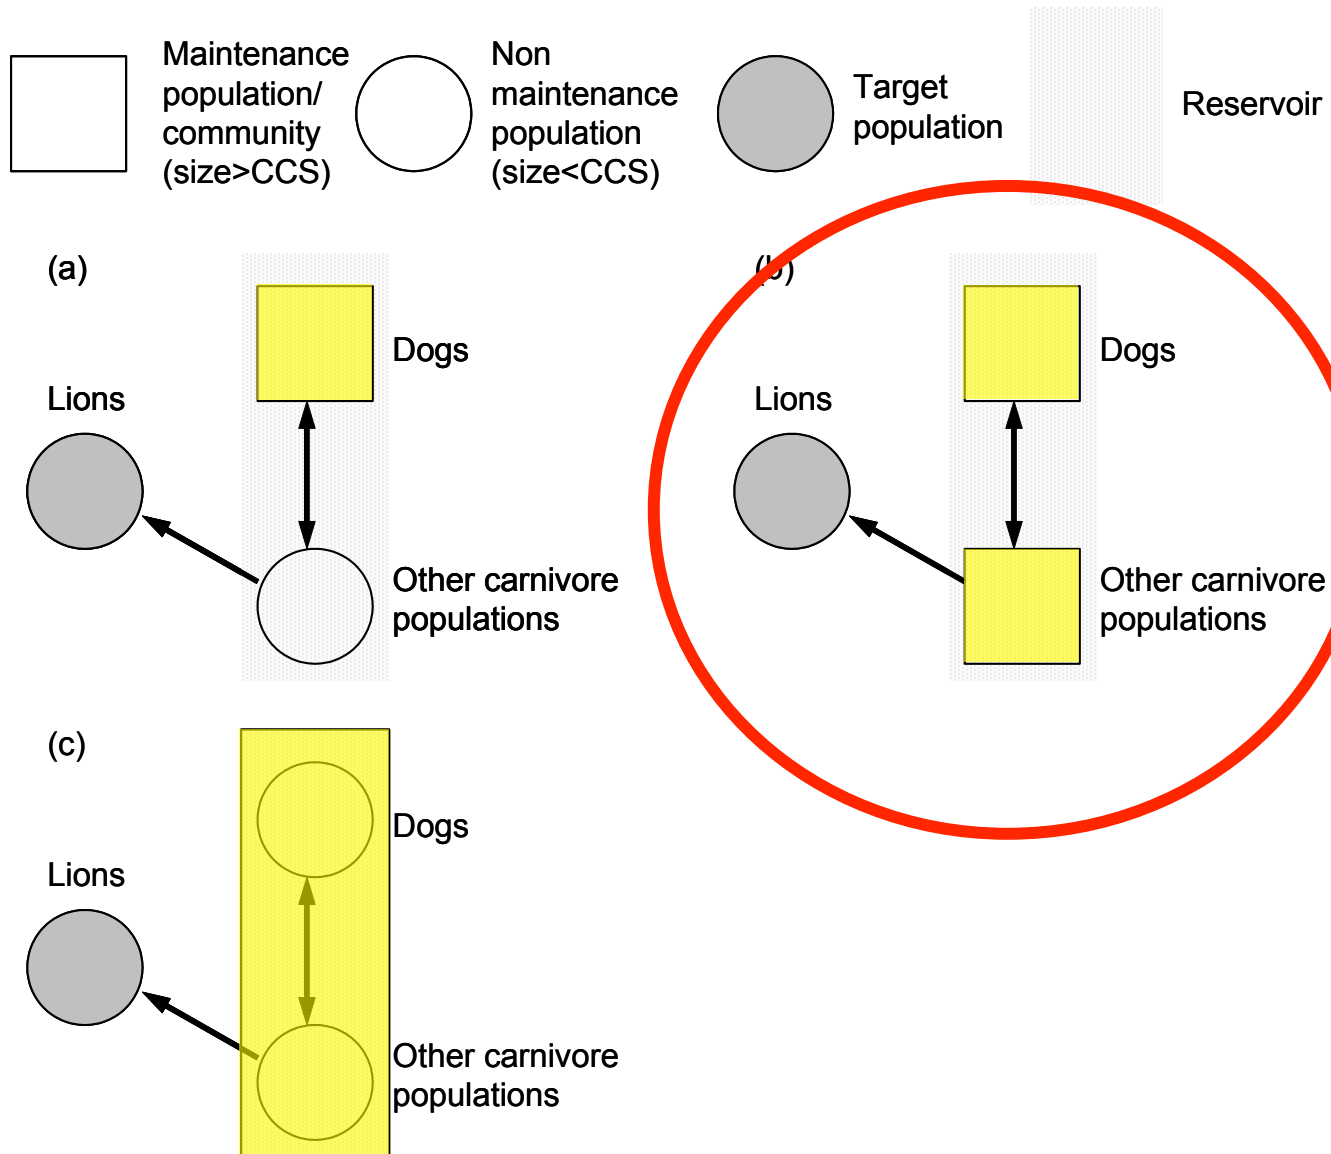 Maintenance
population/
community
(size>CCS)
Non
maintenance
population
(size<CCS)
Target
population
Reservoir
(a)
Dogs
Lions
Other carnivore
populations
(b)
Dogs
Lions
Other carnivore
populations
(c)
Dogs
Lions
Other carnivore
populations